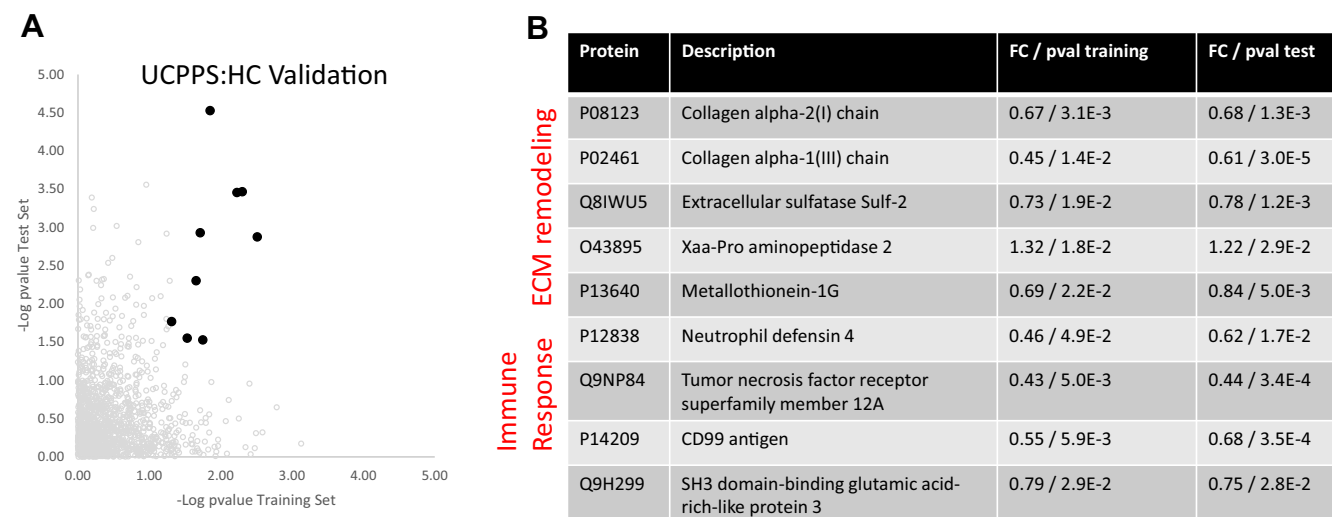 A
UCPPS:HC Validation
5.00
4.50
4.00
3.50
3.00
2.50
2.00
1.50
1.00
0.50
0.00
-Log pvalue Test Set
0.00 1.00 2.00 3.00 4.00 5.00
-Log pvalue Training Set
B
ECM remodeling
Immune
Response
Protein Description FC / pval training FC / pval test
P08123 Collagen alpha-2(I) chain 0.67 / 3.1E-3 0.68 / 1.3E-3
P02461 Collagen alpha-1(III) chain 0.45 / 1.4E-2 0.61 / 3.0E-5
Q8IWU5 Extracellular sulfatase Sulf-2 0.73 / 1.9E-2 0.78 / 1.2E-3
O43895 Xaa-Pro aminopeptidase 2 1.32 / 1.8E-2 1.22 / 2.9E-2
P13640 Metallothionein-1G 0.69 / 2.2E-2 0.84 / 5.0E-3
P12838 Neutrophil defensin 4 0.46 / 4.9E-2 0.62 / 1.7E-2
Q9NP84 Tumor necrosis factor receptor 0.43 / 5.0E-3 0.44 / 3.4E-4
superfamily member 12A
P14209 CD99 antigen 0.55 / 5.9E-3 0.68 / 3.5E-4
Q9H299 SH3 domain-binding glutamic acid- 0.79 / 2.9E-2 0.75 / 2.8E-2
rich-like protein 3